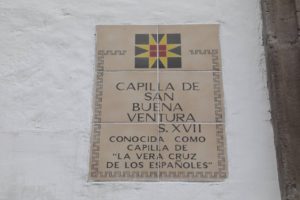 CAPILLA DE
SAN
BUENA
VENTURA
S. XVII
CONOCIDA COMO
CAPILLA DE
"LA VERA CRUZ
DE LOS ESPAÑOLES"